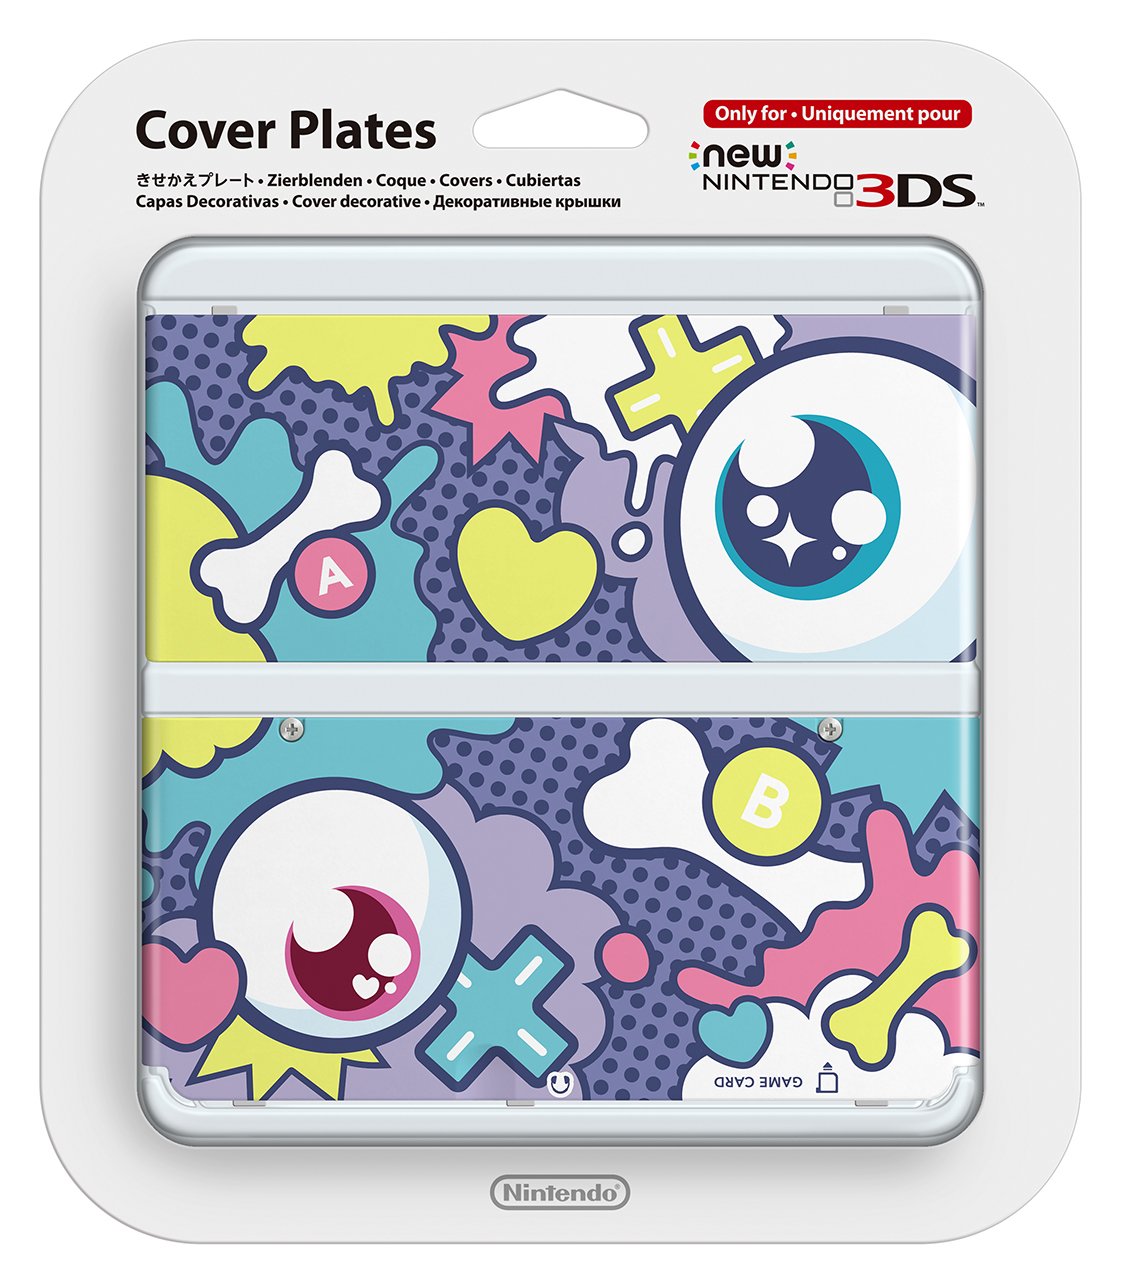 Cover Plates
きせかえプレート • Zierblenden • Coque • Covers • Cubiertas
Capas Decorativas • Cover decorative • Декоративные крышки
Only for • Uniquement pour
new
NINTENDO 3DS™
A
B
GAME CARD
Nintendo®